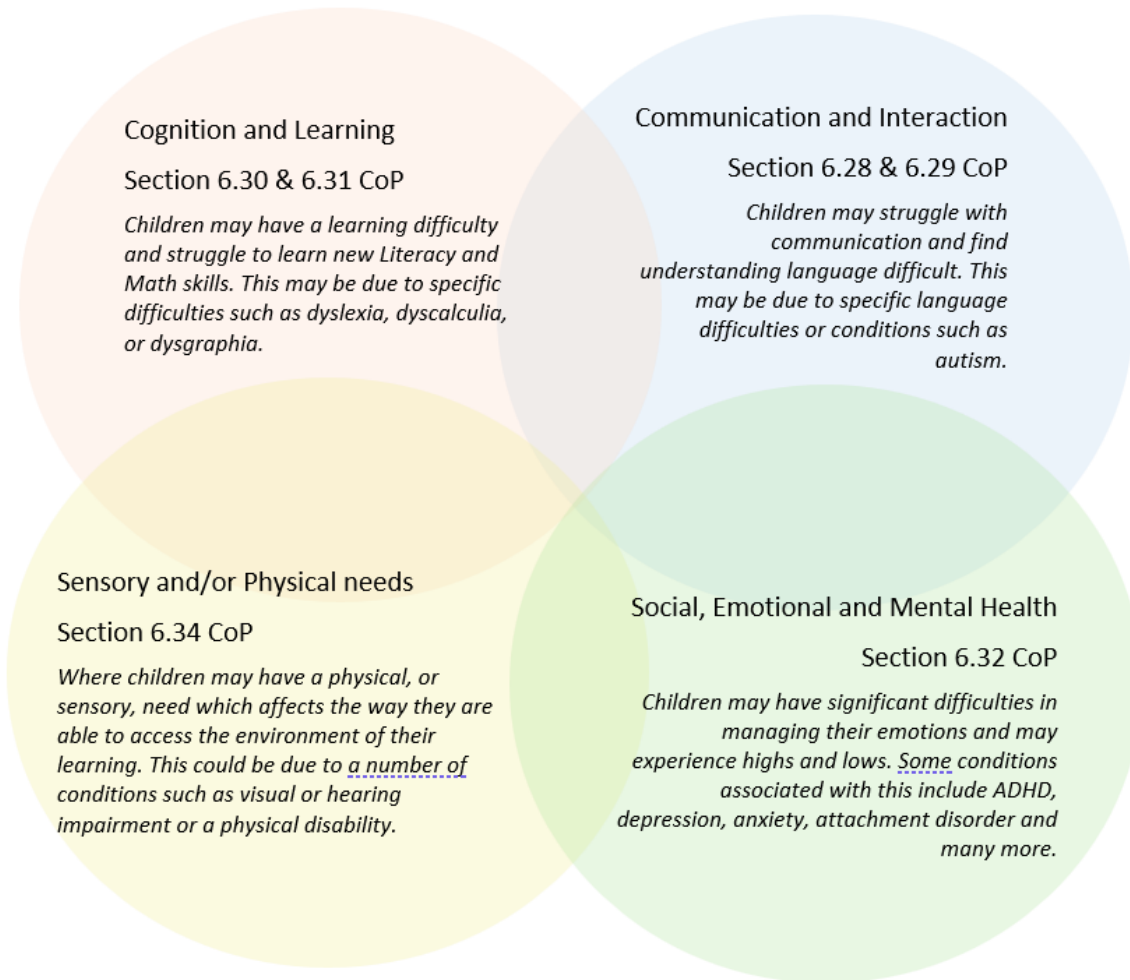 Cognition and Learning
Section 6.30 & 6.31 CoP
Children may have a learning difficulty
and struggle to learn new Literacy and
Math skills. This may be due to specific
difficulties such as dyslexia, dyscalculia,
or dysgraphia.
Communication and Interaction
Section 6.28 & 6.29 CoP
Children may struggle with
communication and find
understanding language difficult. This
may be due to specific language
difficulties or conditions such as
autism.
Sensory and/or Physical needs
Section 6.34 CoP
Where children may have a physical, or
sensory, need which affects the way they are
able to access the environment of their
learning. This could be due to a number of
conditions such as visual or hearing
impairment or a physical disability.
Social, Emotional and Mental Health
Section 6.32 CoP
Children may have significant difficulties in
managing their emotions and may
experience highs and lows. Some conditions
associated with this include ADHD,
depression, anxiety, attachment disorder and
many more.